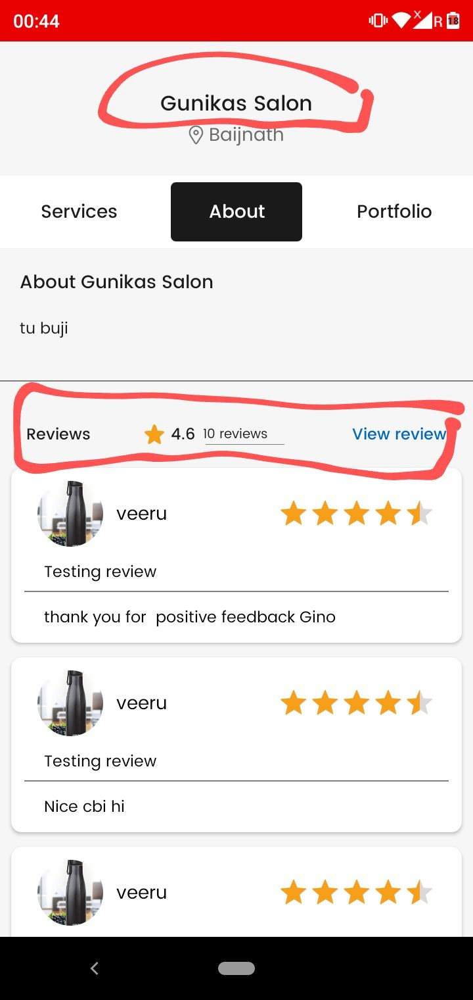 00:44 X R 18
Gunikas Salon
Baijnath
Services About Portfolio
About Gunikas Salon
tu buji
Reviews 4.6 10 reviews View review
veeru
Testing review
thank you for  positive feedback Gino
veeru
Testing review
Nice cbi hi
veeru